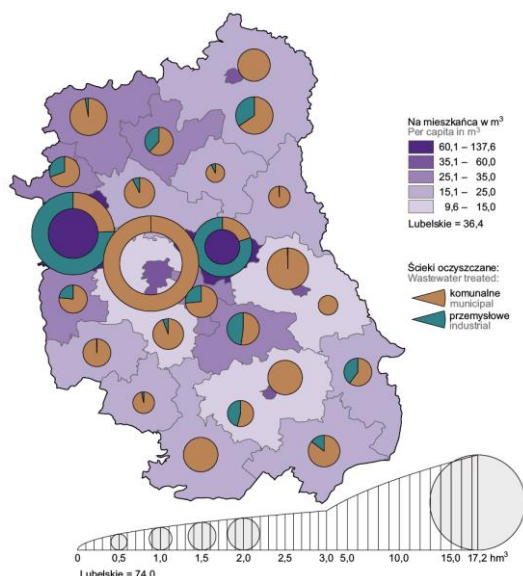 Na mieszkańca w m³
Per capita in m³
60,1 – 137,6
35,1 – 60,0
25,1 – 35,0
15,1 – 25,0
9,6 – 15,0
Lubelskie = 36,4
Ścieki oczyszczane:
Wastewater treated:
komunalne
municipal
przemysłowe
industrial
0 0,5 1,0 1,5 2,0 2,5 3,0 5,0 10,0 15,0 17,2 hm³
Lubelskie = 74,0